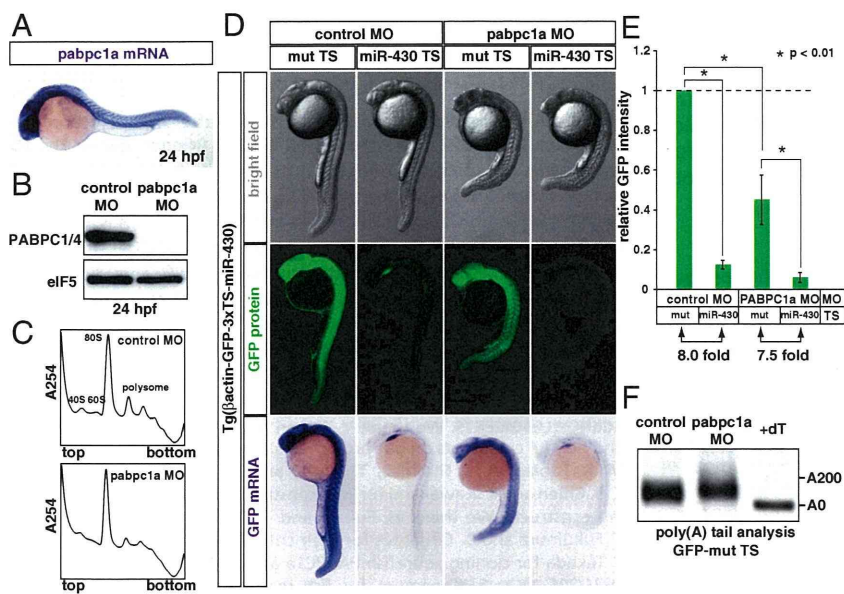 A
pabpc1a mRNA
24 hpf
B
control pabpc1a
MO MO
PABPC1/4
eIF5
24 hpf
C
control MO
80S
40S 60S
polysome
A254
top bottom
pabpc1a MO
A254
top bottom
D
control MO pabpc1a MO
mut TS miR-430 TS mut TS miR-430 TS
Tg(βactin-GFP-3xTS-miR-430)
bright field
GFP protein
GFP mRNA
E
* p < 0.01
* * *
relative GFP intensity
1.2
1
0.8
0.6
0.4
0.2
0
control MO PABPC1a MO MO
mut miR-430 mut miR-430 TS
8.0 fold 7.5 fold
F
control pabpc1a
MO MO +dT
A200
A0
poly(A) tail analysis
GFP-mut TS